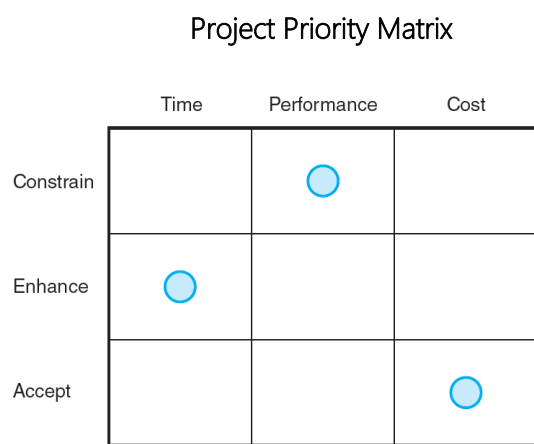 Project Priority Matrix
Time Performance Cost
Constrain
Enhance
Accept